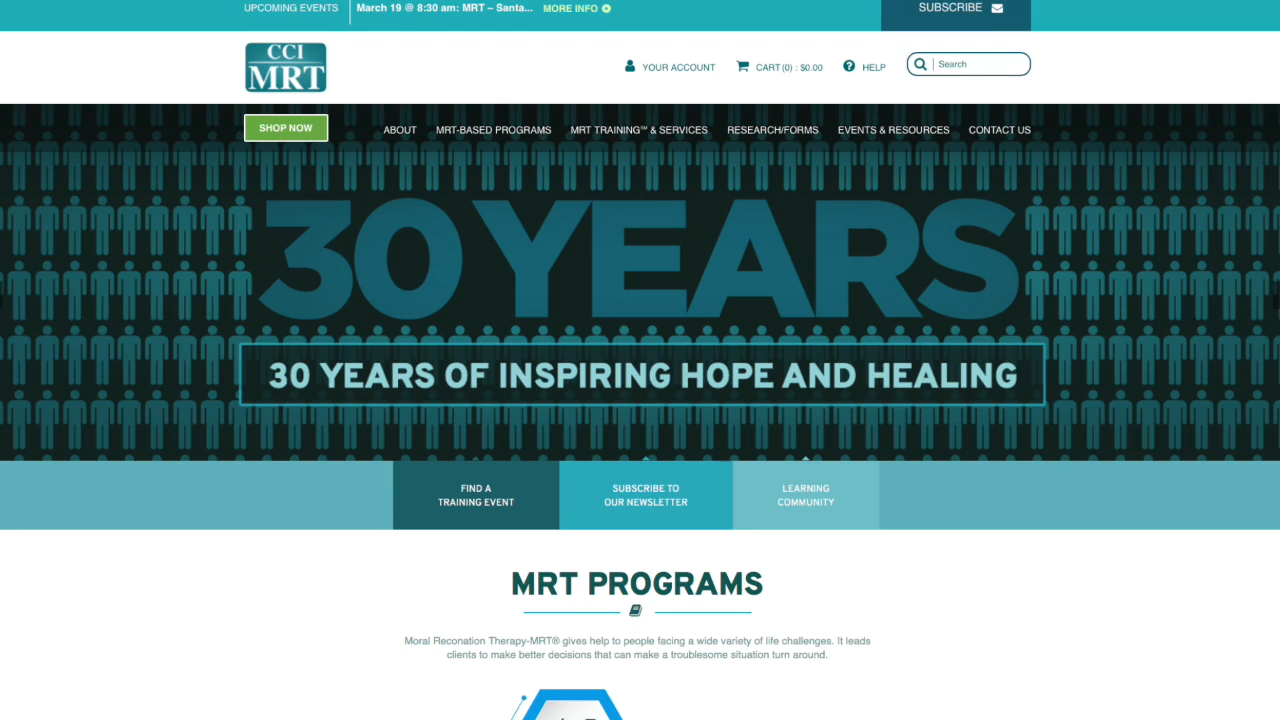 UPCOMING EVENTS
March 19 @ 8:30 am: MRT – Santa...
MORE INFO
SUBSCRIBE
CCI
MRT
YOUR ACCOUNT
CART (0) : $0.00
HELP
Search
SHOP NOW
ABOUT
MRT-BASED PROGRAMS
MRT TRAINING℠ & SERVICES
RESEARCH/FORMS
EVENTS & RESOURCES
CONTACT US
30 YEARS
30 YEARS OF INSPIRING HOPE AND HEALING
FIND A
TRAINING EVENT
SUBSCRIBE TO
OUR NEWSLETTER
LEARNING
COMMUNITY
MRT PROGRAMS
Moral Reconation Therapy-MRT® gives help to people facing a wide variety of life challenges. It leads
clients to make better decisions that can make a troublesome situation turn around.